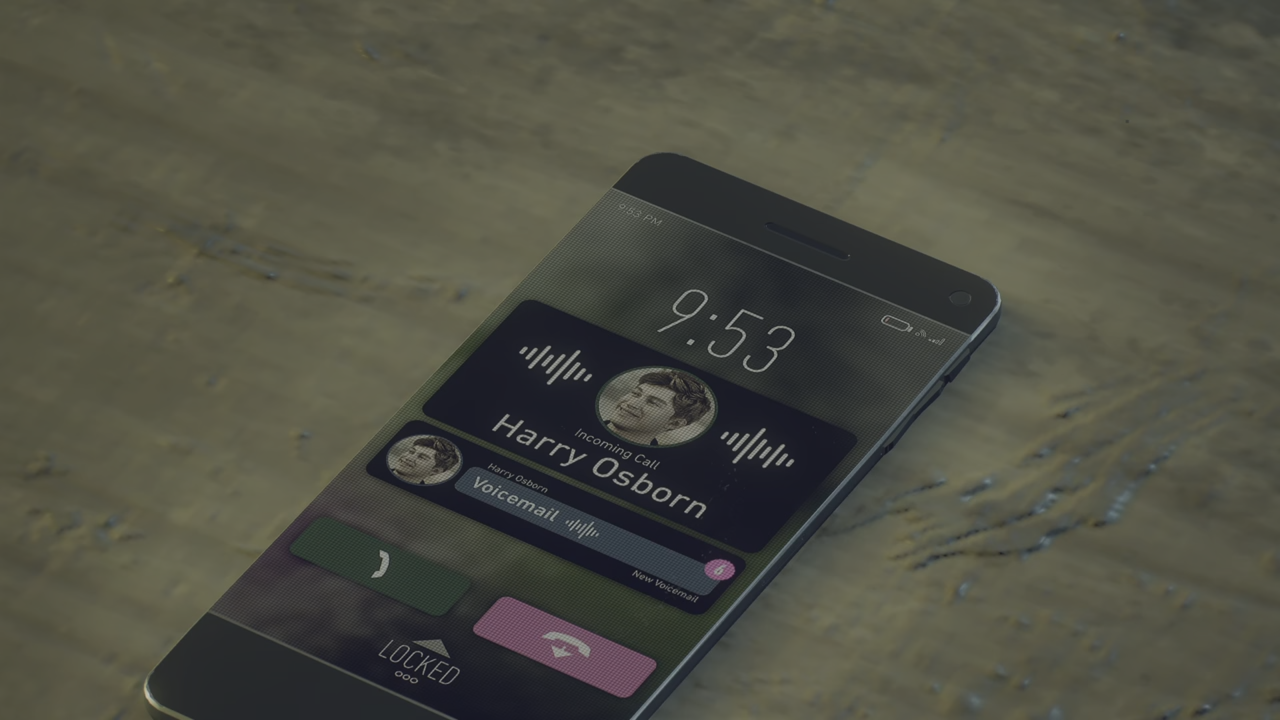 9:53 PM
9:53
Incoming Call
Harry Osborn
Harry Osborn
Voicemail
6
New Voicemail
LOCKED